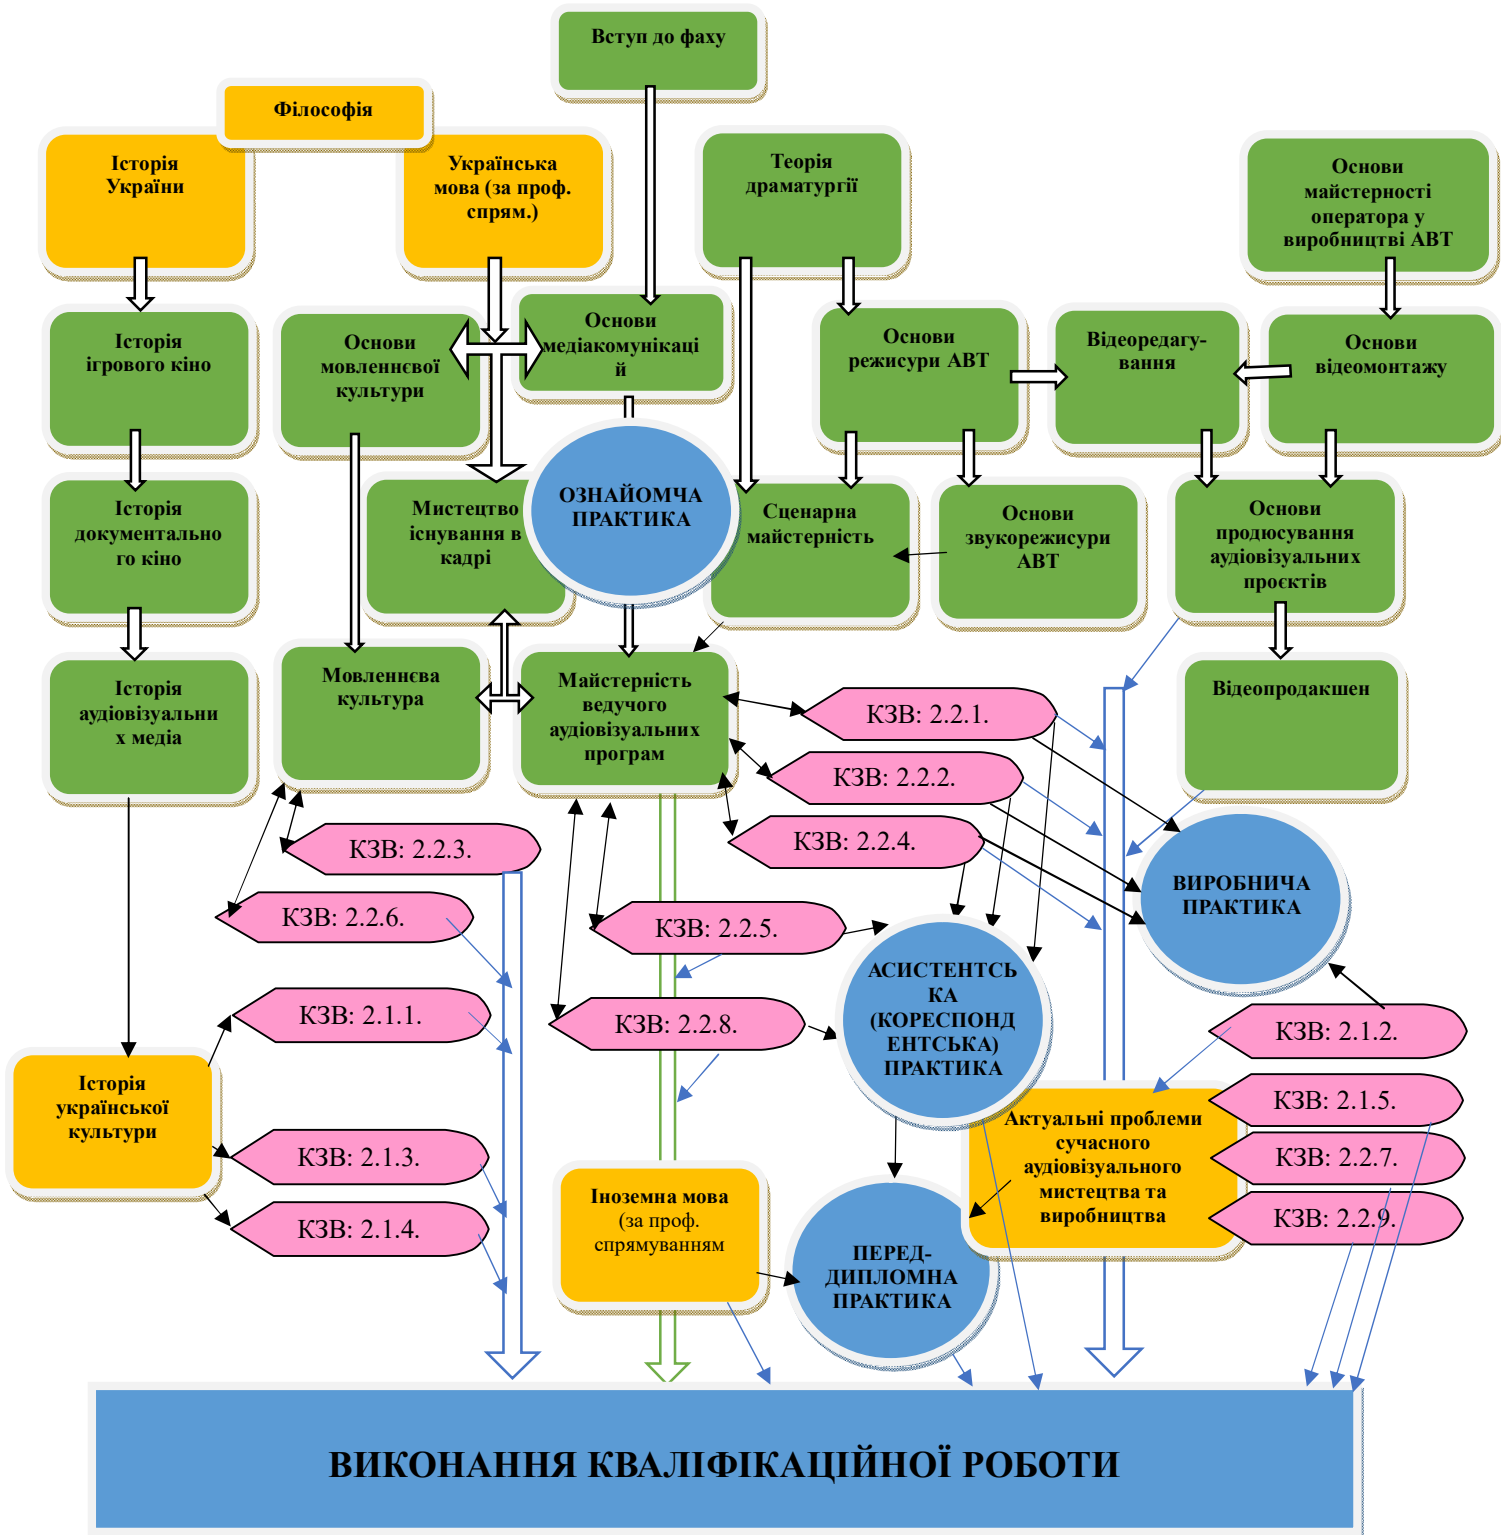 Вступ до фаху
Філософія
Історія
України
Українська
мова (за проф.
спрям.)
Теорія
драматургії
Основи
майстерності
оператора у
виробництві АВТ
Історія
ігрового кіно
Основи
мовленнєвої
культури
Основи
медіакомунікаці
й
Основи
режисури АВТ
Відеоредагу-
вання
Основи
відеомонтажу
Історія
документально
го кіно
Мистецтво
існування в
кадрі
ОЗНАЙОМЧА
ПРАКТИКА
Сценарна
майстерність
Основи
звукорежисури
АВТ
Основи
продюсування
аудіовізуальних
проєктів
Історія
аудіовізуальни
х медіа
Мовленнєва
культура
Майстерність
ведучого
аудіовізуальних
програм
Відеопродакшен
КЗВ: 2.2.1.
КЗВ: 2.2.2.
КЗВ: 2.2.4.
КЗВ: 2.2.3.
КЗВ: 2.2.6.
КЗВ: 2.2.5.
ВИРОБНИЧА
ПРАКТИКА
КЗВ: 2.1.1.
КЗВ: 2.2.8.
АСИСТЕНТСЬ
КА
(КОРЕСПОНД
ЕНТСЬКА)
ПРАКТИКА
КЗВ: 2.1.2.
Історія
української
культури
КЗВ: 2.1.3.
КЗВ: 2.1.4.
Актуальні проблеми
сучасного
аудіовізуального
мистецтва та
виробництва
КЗВ: 2.1.5.
КЗВ: 2.2.7.
КЗВ: 2.2.9.
Іноземна мова
(за проф.
спрямуванням
ПЕРЕД-
ДИПЛОМНА
ПРАКТИКА
ВИКОНАННЯ КВАЛІФІКАЦІЙНОЇ РОБОТИ